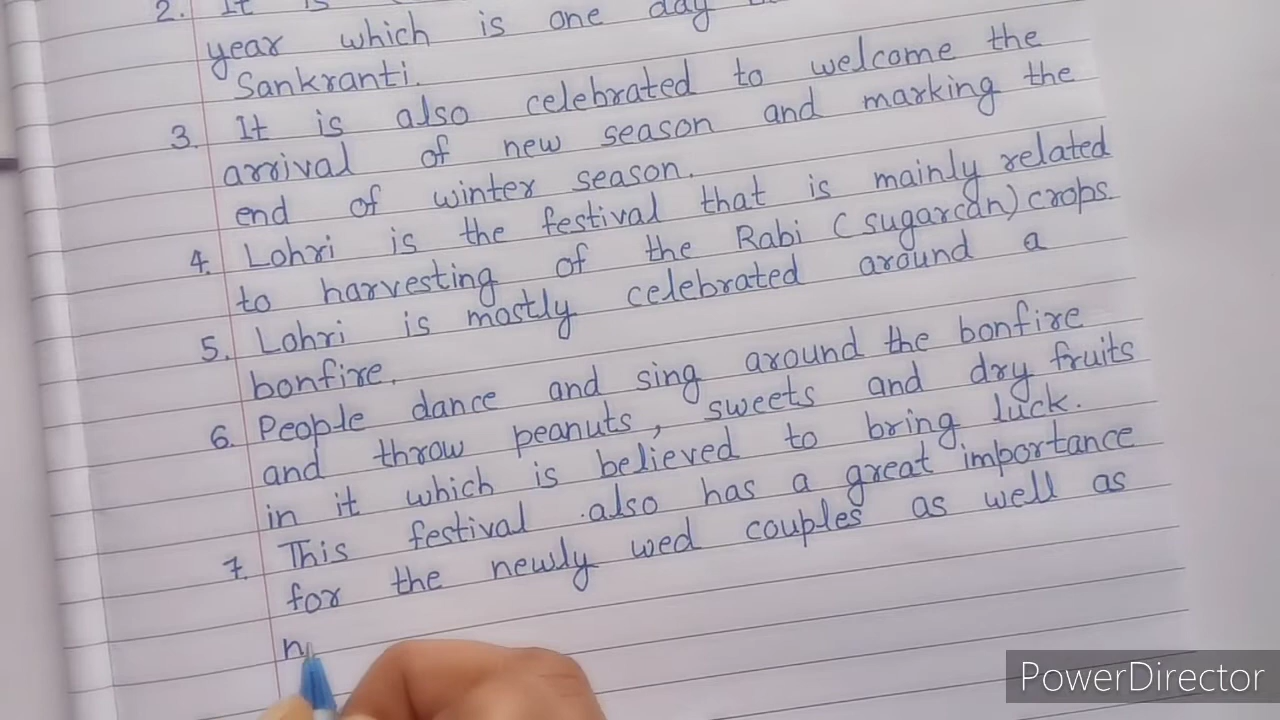 2. It is
year which is one day
Sankranti.
3. It is also celebrated to welcome the
arrival of new season and marking the
end of winter season.
4. Lohri is the festival that is mainly related
to harvesting of the Rabi (sugarcan) crops.
5. Lohri is mostly celebrated around a
bonfire.
6. People dance and sing around the bonfire
and throw peanuts, sweets and dry fruits
in it which is believed to bring luck.
7. This festival also has a great importance
for the newly wed couples as well as
n
PowerDirector